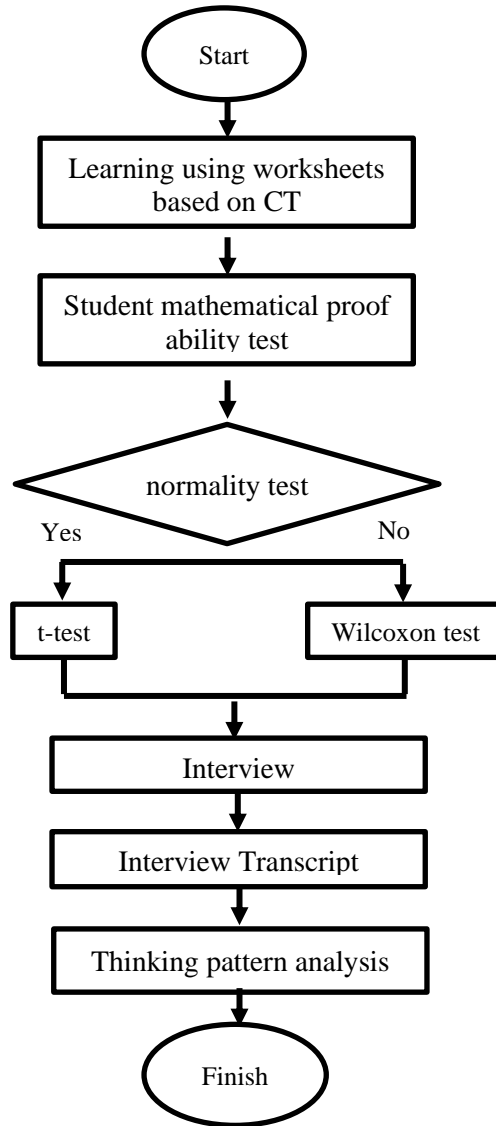 Start
Learning using worksheets
based on CT
Student mathematical proof
ability test
normality test
Yes
No
t-test
Wilcoxon test
Interview
Interview Transcript
Thinking pattern analysis
Finish